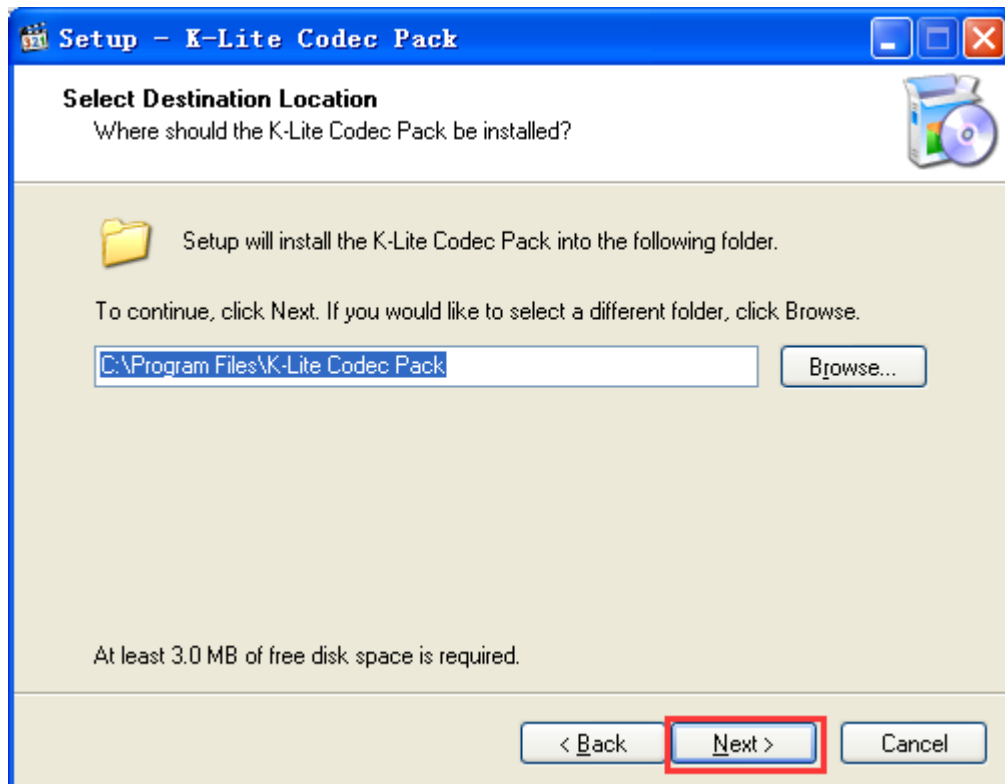 Setup - K-Lite Codec Pack
Select Destination Location
Where should the K-Lite Codec Pack be installed?
Setup will install the K-Lite Codec Pack into the following folder.
To continue, click Next. If you would like to select a different folder, click Browse.
C:\Program Files\K-Lite Codec Pack
Browse...
At least 3.0 MB of free disk space is required.
< Back
Next >
Cancel